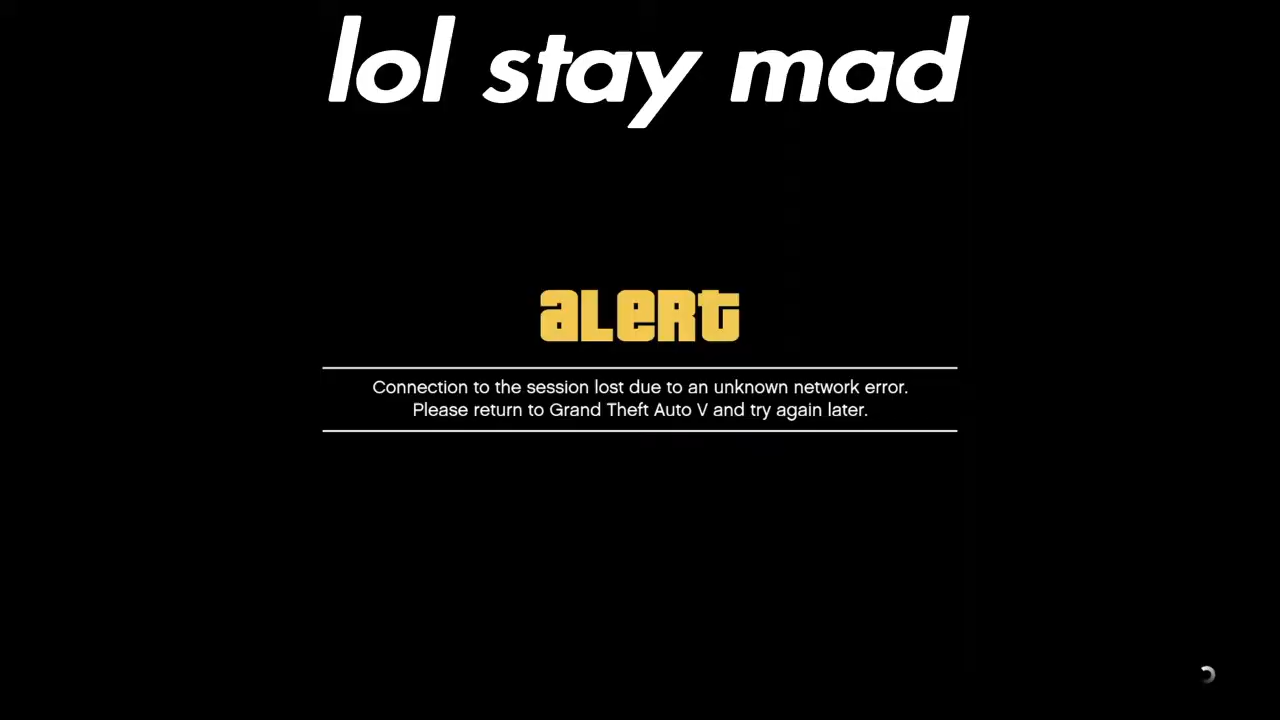 lol stay mad
aLeRt
Connection to the session lost due to an unknown network error.
Please return to Grand Theft Auto V and try again later.